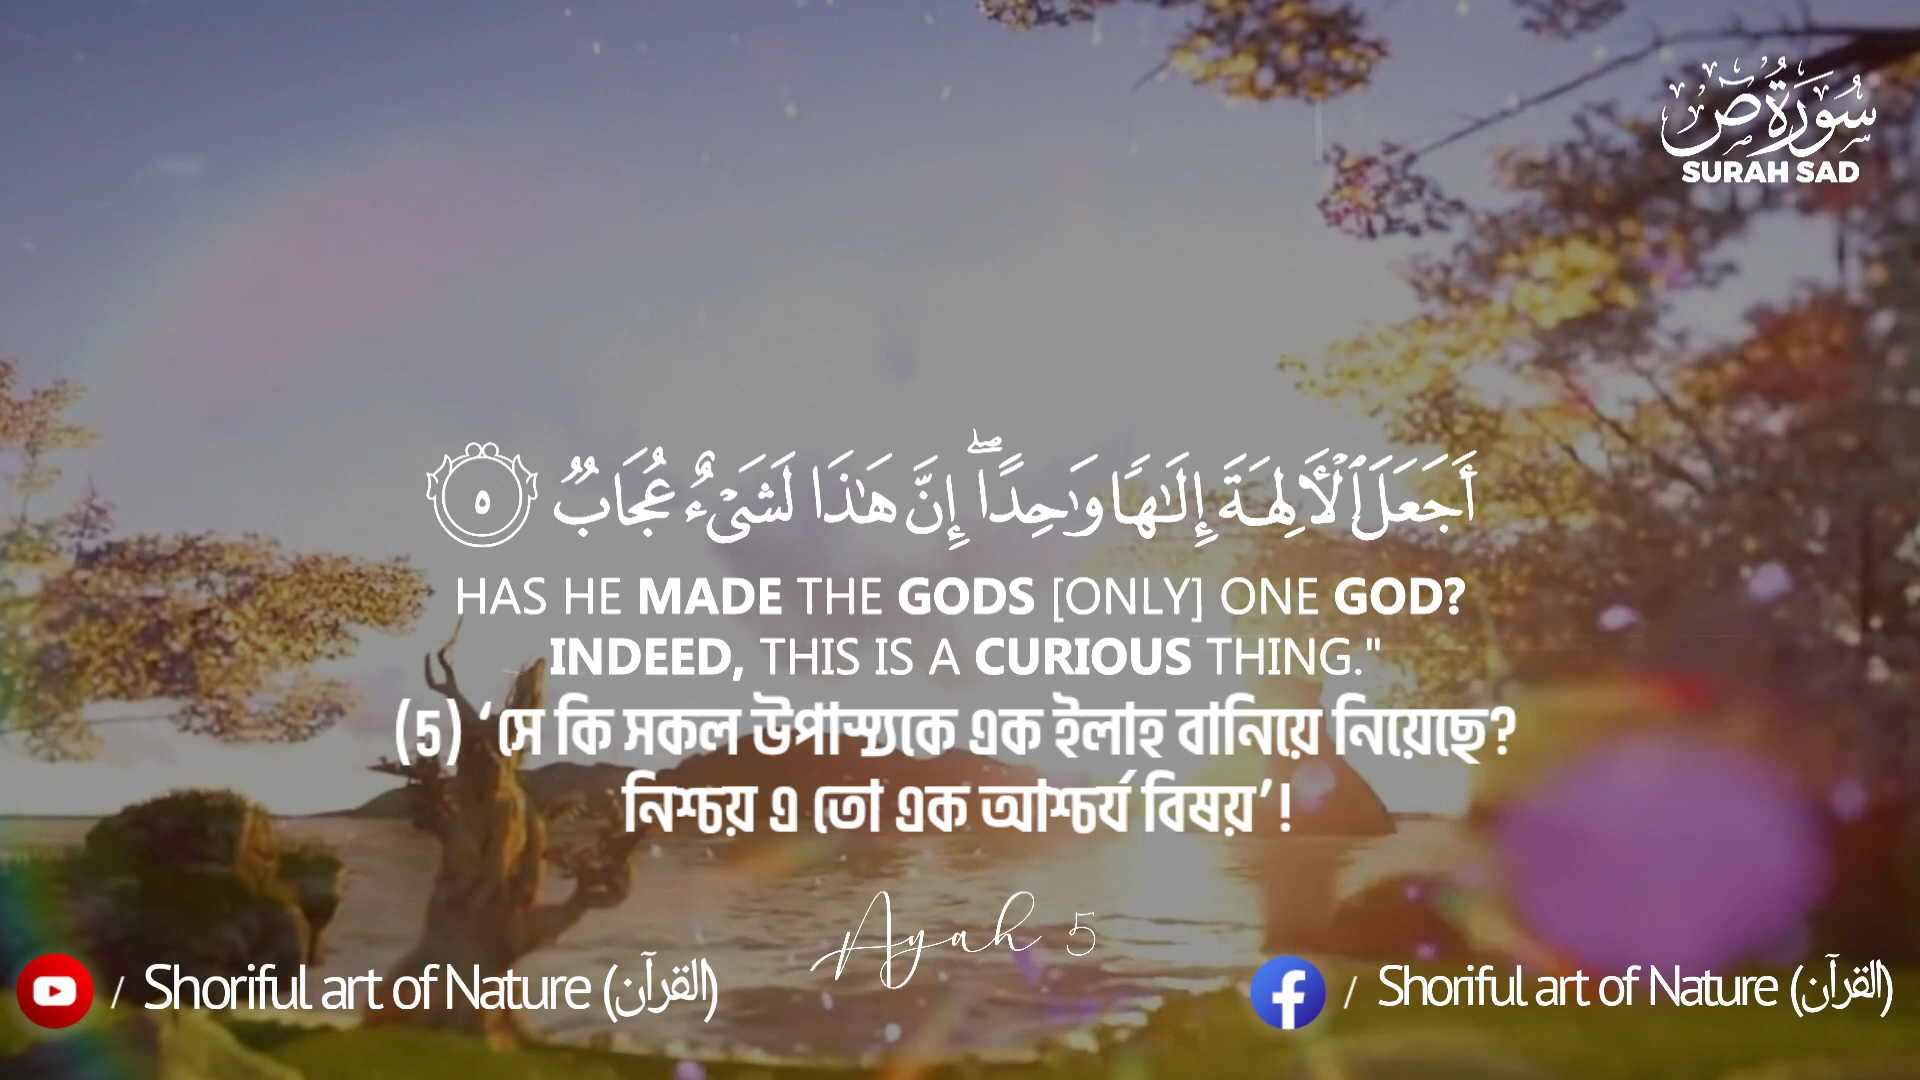 سُورَةُ صٓ
SURAH SAD
أَجَعَلَ ٱلْأَلِهَةَ إِلَـٰهًا وَٰحِدًا ۖ إِنَّ هَـٰذَا لَشَىْءٌ عُجَابٌ ٥
HAS HE MADE THE GODS [ONLY] ONE GOD?
INDEED, THIS IS A CURIOUS THING."
(5) ‘সে কি সকল উপাস্যকে এক ইলাহ বানিয়ে নিয়েছে?
নিশ্চয় এ তো এক আশ্চর্য বিষয়’!
Ayah 5
/ Shoriful art of Nature (القرآن)
/ Shoriful art of Nature (القرآن)